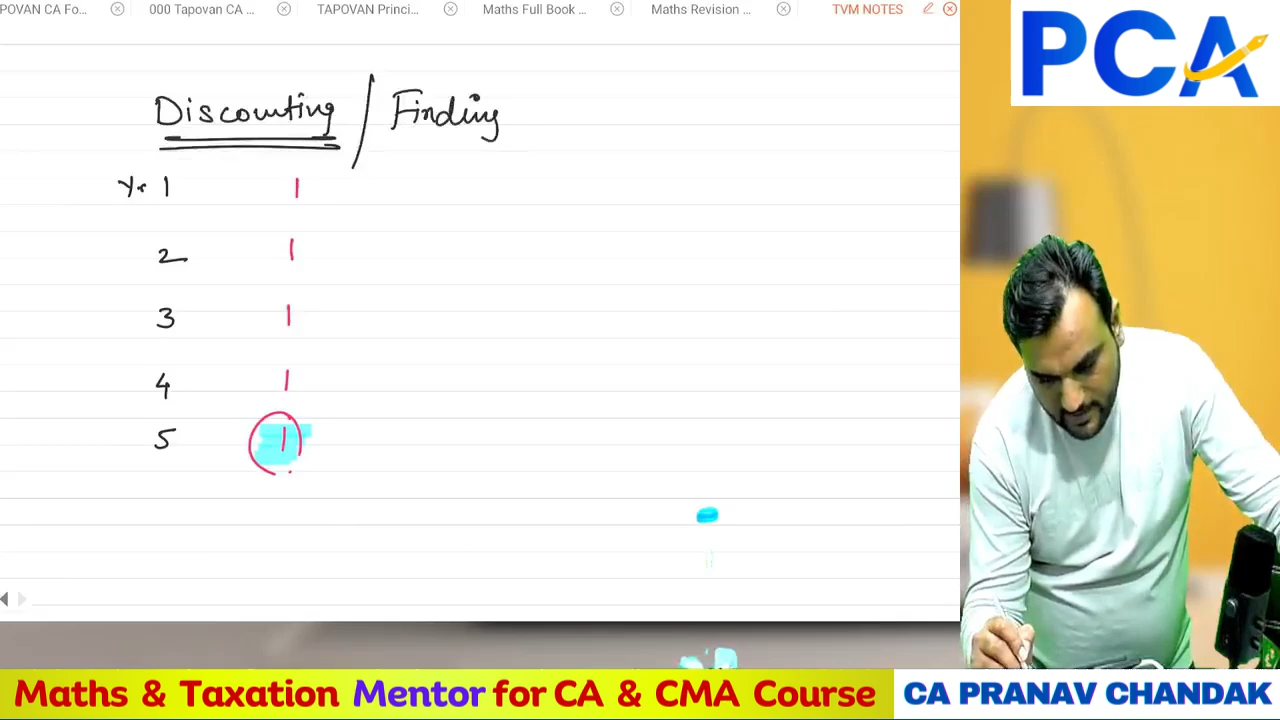 POVAN CA Fo... 000 Tapovan CA ... TAPOVAN Princi... Maths Full Book ... Maths Revision ... TVM NOTES
PCA
Discounting / Finding
Yr 1 1
2 1
3 1
4 1
5 1
Maths & Taxation Mentor for CA & CMA Course
CA PRANAV CHANDAK